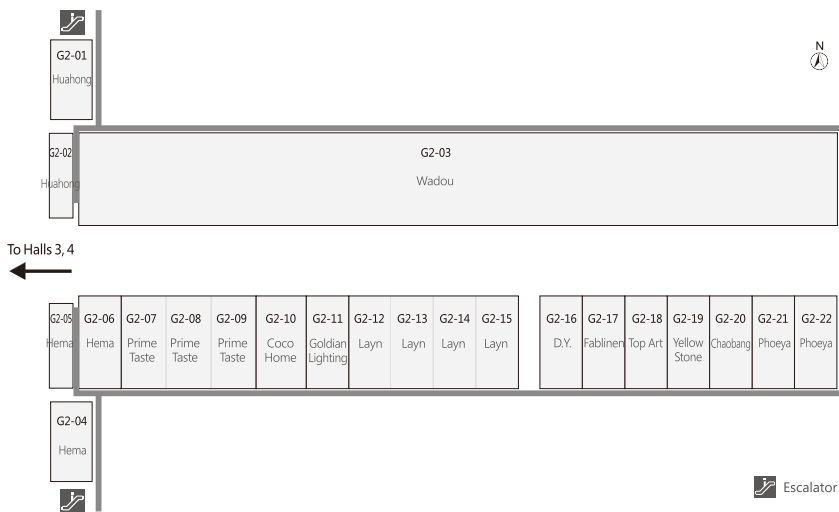 G2-01
Huahong
N
G2-02
Huahong
G2-03
Wadou
To Halls 3, 4
G2-05
Hema
G2-06
Hema
G2-07
Prime
Taste
G2-08
Prime
Taste
G2-09
Prime
Taste
G2-10
Coco
Home
G2-11
Goldian
Lighting
G2-12
Layn
G2-13
Layn
G2-14
Layn
G2-15
Layn
G2-16
D.Y.
G2-17
Fablinen
G2-18
Top Art
G2-19
Yellow
Stone
G2-20
Chaobang
G2-21
Phoeya
G2-22
Phoeya
G2-04
Hema
Escalator